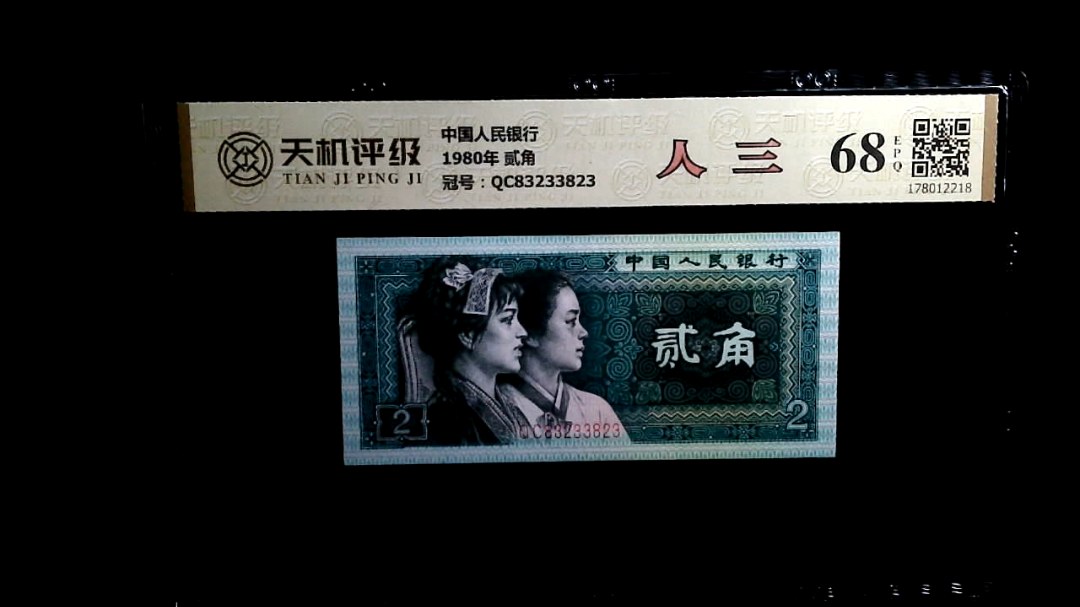 天机评级
TIAN JI PING JI
中国人民银行
1980年 贰角
冠号：QC83233823
人三
68
EPQ
178012218
中国人民银行
贰角
2
2
QC83233823